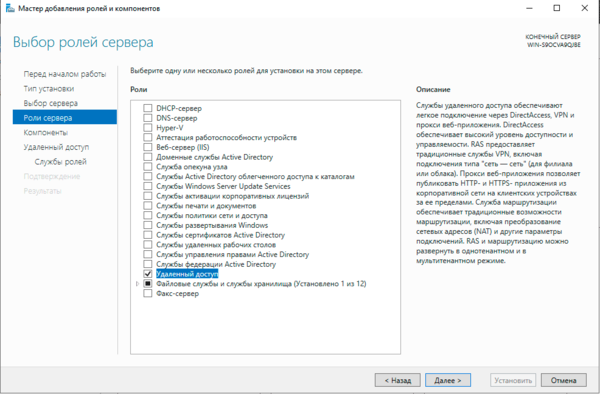 Мастер добавления ролей и компонентов
Выбор ролей сервера
КОНЕЧНЫЙ СЕРВЕР
WIN-S9OCVA9QJ8E
Перед началом работы
Тип установки
Выбор сервера
Роли сервера
Компоненты
Удаленный доступ
Службы ролей
Подтверждение
Результаты
Выберите одну или несколько ролей для установки на этом сервере.
Роли
DHCP-сервер
DNS-сервер
Hyper-V
Аттестация работоспособности устройств
Веб-сервер (IIS)
Доменные службы Active Directory
Служба опекуна узла
Службы Active Directory облегченного доступа к каталогам
Службы Windows Server Update Services
Службы активации корпоративных лицензий
Службы печати и документов
Службы политики сети и доступа
Службы развертывания Windows
Службы сертификатов Active Directory
Службы удаленных рабочих столов
Службы управления правами Active Directory
Службы федерации Active Directory
Удаленный доступ
Файловые службы и службы хранилища (Установлено 1 из 12)
Факс-сервер
Описание
Службы удаленного доступа обеспечивают
легкое подключение через DirectAccess, VPN и
прокси веб-приложения. DirectAccess
обеспечивает высокий уровень доступности и
управляемости. RAS предоставляет
традиционные службы VPN, включая
подключения типа "сеть — сеть" (для филиала
или облака). Прокси веб-приложений позволяет
публиковать HTTP- и HTTPS- приложения из
корпоративной сети на клиентских устройствах
за ее пределами. Служба маршрутизации
обеспечивает традиционные возможности
маршрутизации, включая преобразование
сетевых адресов (NAT) и другие параметры
подключений. RAS и маршрутизацию можно
развернуть в однотенантном и в
мультитенантном режиме.
< Назад
Далее >
Установить
Отмена